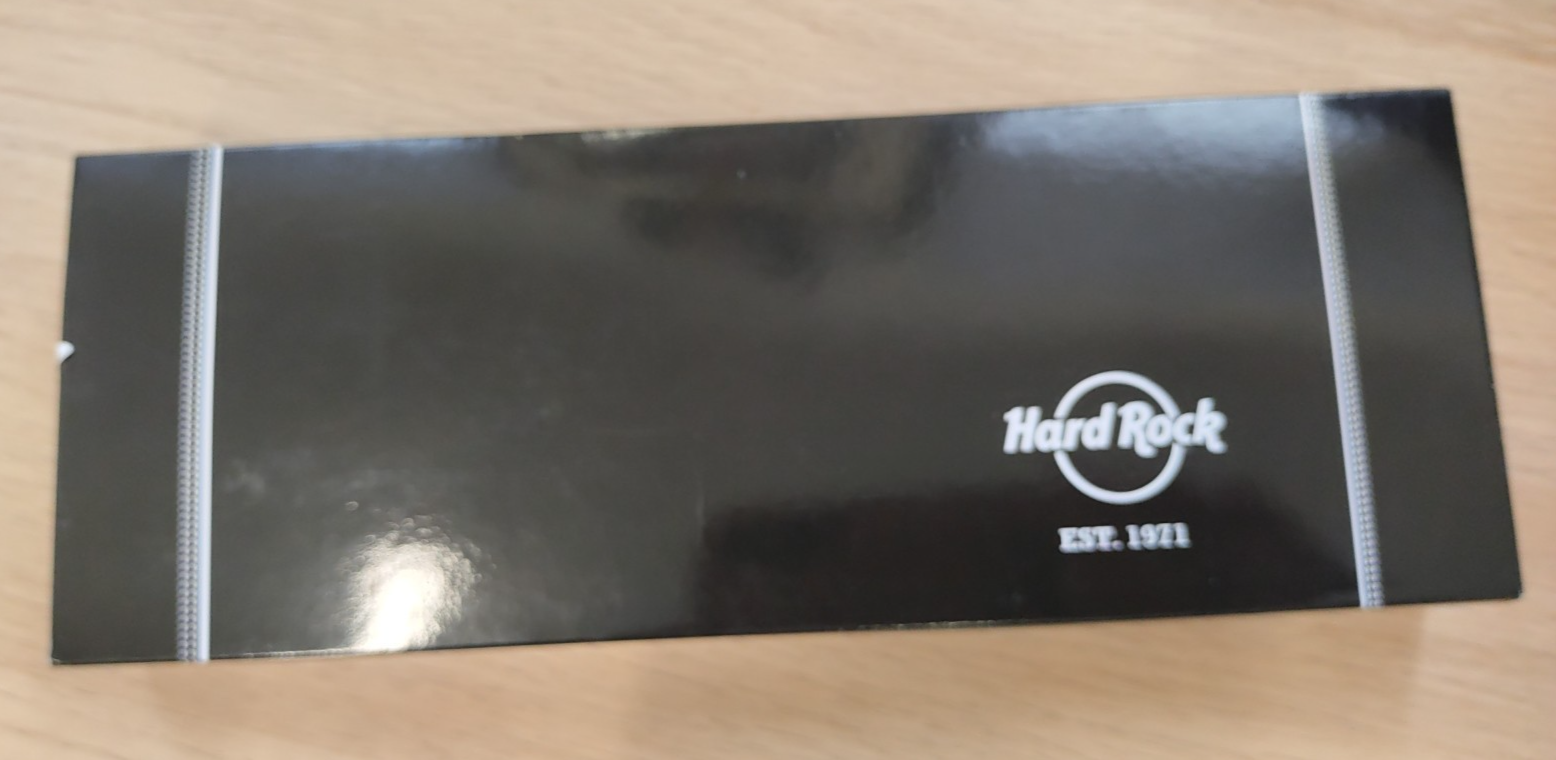 Hard Rock
EST. 1971